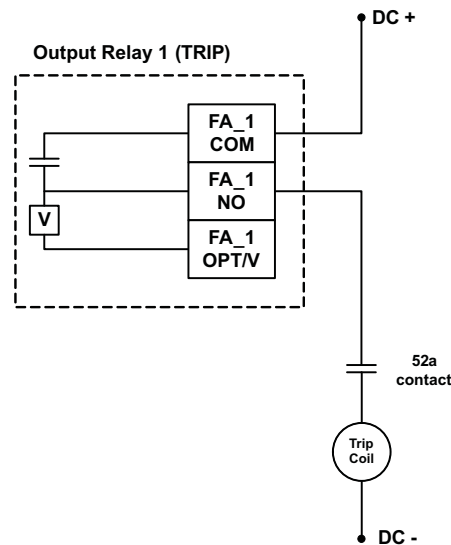 DC +
Output Relay 1 (TRIP)
FA_1
COM
FA_1
NO
V
FA_1
OPT/V
52a
contact
Trip
Coil
DC -